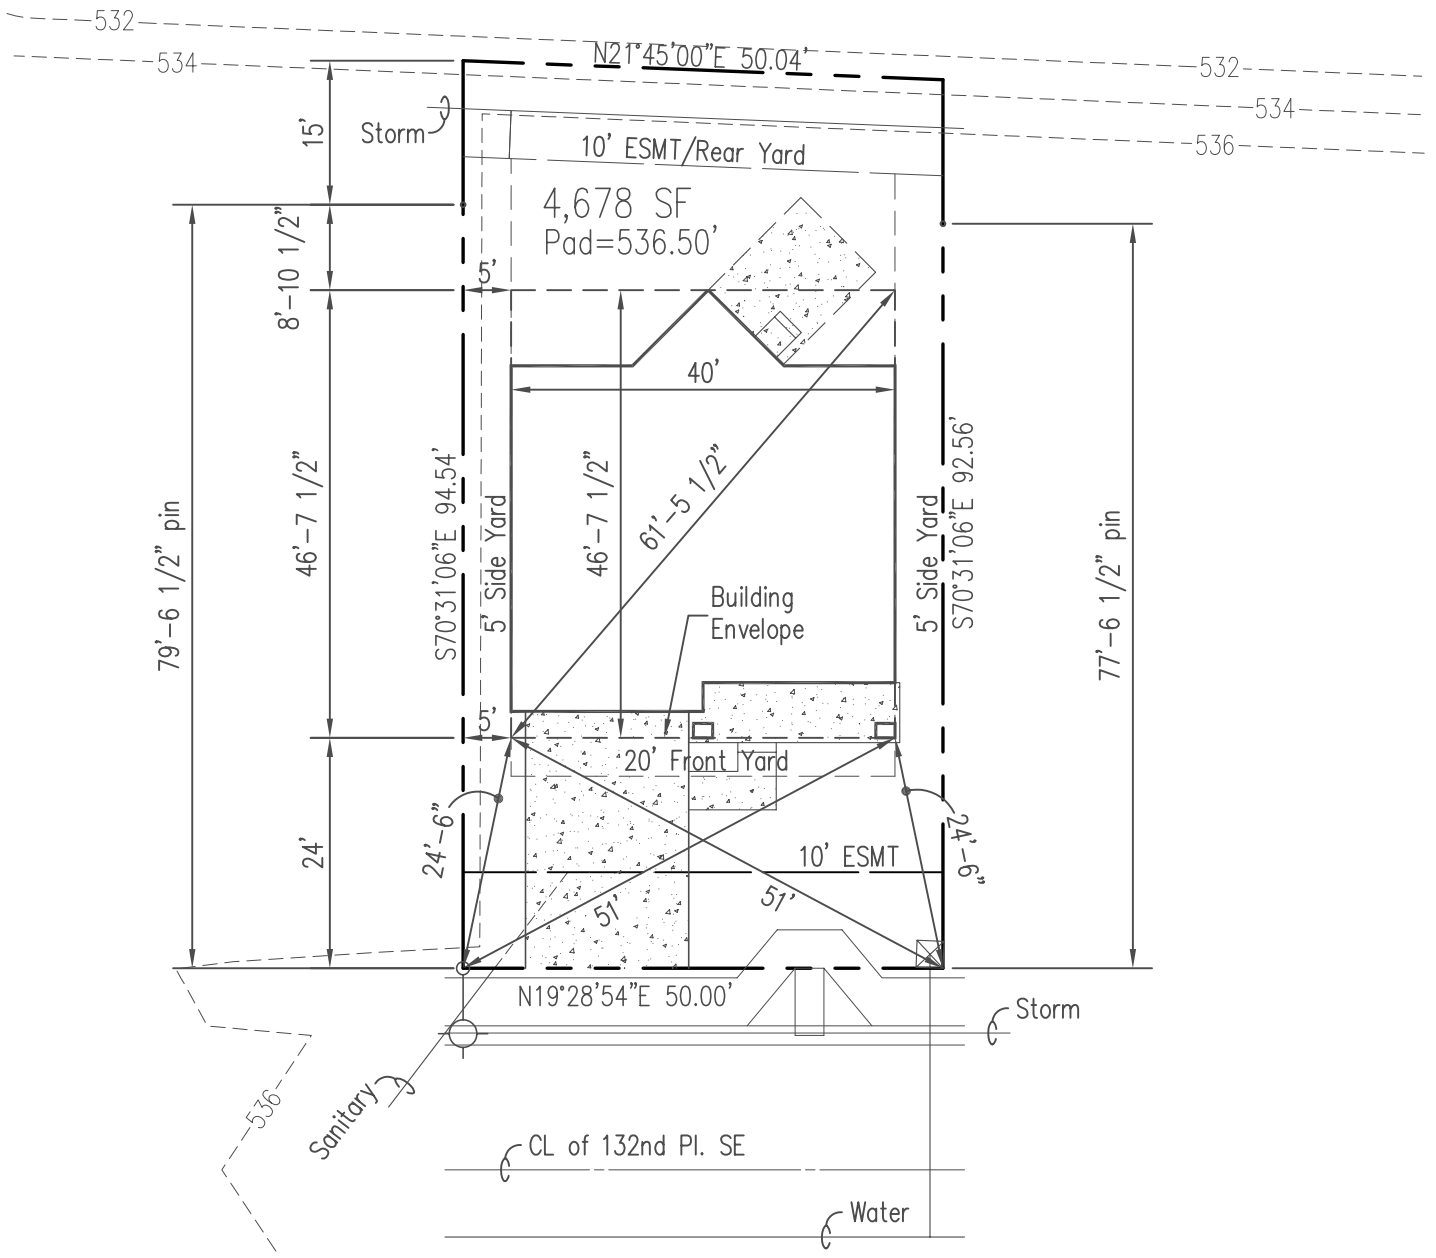 532
N21°45'00"E 50.04'
532
534
534
15'
Storm
10' ESMT/Rear Yard
536
4,678 SF
Pad=536.50'
8'-10 1/2"
5'
40'
79'-6 1/2" pin
46'-7 1/2"
S70°31'06"E 94.54'
5' Side Yard
46'-7 1/2"
61'-5 1/2"
5' Side Yard
S70°31'06"E 92.56'
77'-6 1/2" pin
Building
Envelope
5'
20' Front Yard
24'
24'-6"
10' ESMT
24'-6"
51'
51'
N19°28'54"E 50.00'
Storm
536
Sanitary
CL of 132nd Pl. SE
Water